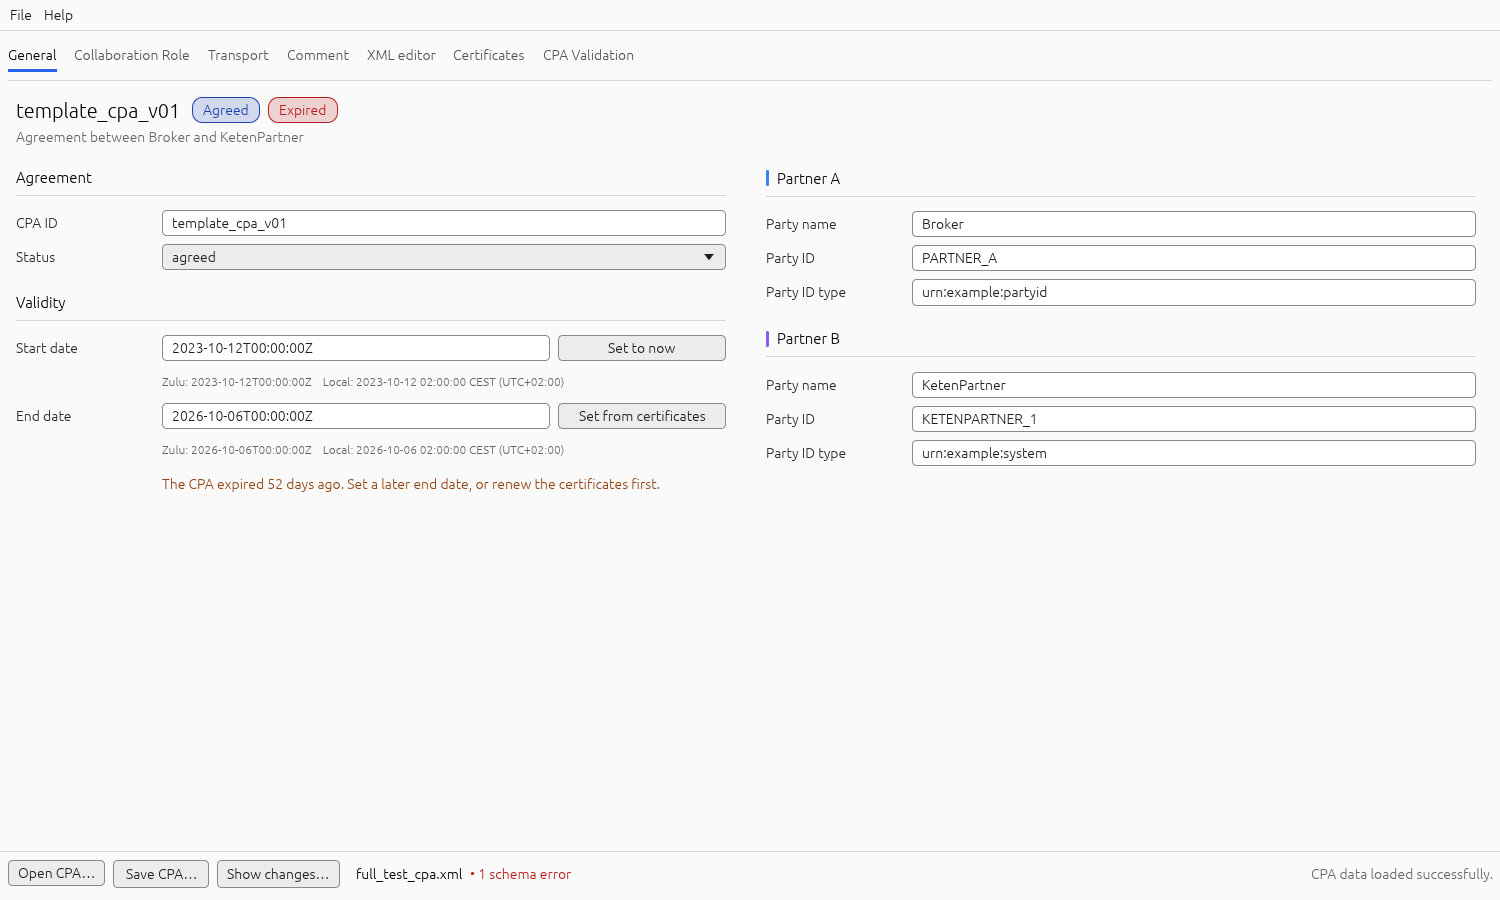 File Help
General Collaboration Role Transport Comment XML editor Certificates CPA Validation
template_cpa_v01 Agreed Expired
Agreement between Broker and KetenPartner
Agreement
CPA ID template_cpa_v01
Status agreed
Validity
Start date 2023-10-12T00:00:00Z Set to now
Zulu: 2023-10-12T00:00:00Z Local: 2023-10-12 02:00:00 CEST (UTC+02:00)
End date 2026-10-06T00:00:00Z Set from certificates
Zulu: 2026-10-06T00:00:00Z Local: 2026-10-06 02:00:00 CEST (UTC+02:00)
The CPA expired 52 days ago. Set a later end date, or renew the certificates first.
Partner A
Party name Broker
Party ID PARTNER_A
Party ID type urn:example:partyid
Partner B
Party name KetenPartner
Party ID KETENPARTNER_1
Party ID type urn:example:system
Open CPA... Save CPA... Show changes... full_test_cpa.xml • 1 schema error CPA data loaded successfully.